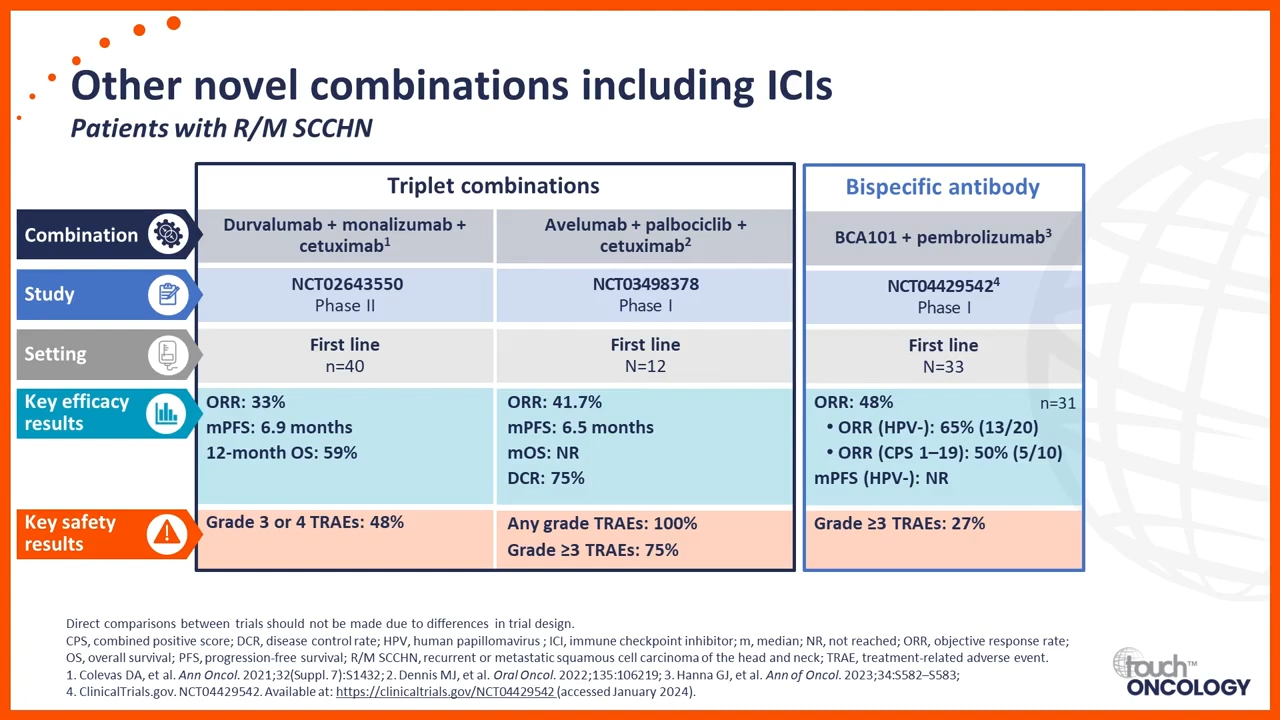 Other novel combinations including ICIs
Patients with R/M SCCHN
Triplet combinations
Bispecific antibody
Combination
Durvalumab + monalizumab +
cetuximab1
Avelumab + palbociclib +
cetuximab2
BCA101 + pembrolizumab3
Study
NCT02643550
Phase II
NCT03498378
Phase I
NCT044295424
Phase I
Setting
First line
n=40
First line
N=12
First line
N=33
Key efficacy
results
ORR: 33%
mPFS: 6.9 months
12-month OS: 59%
ORR: 41.7%
mPFS: 6.5 months
mOS: NR
DCR: 75%
ORR: 48% n=31
• ORR (HPV-): 65% (13/20)
• ORR (CPS 1–19): 50% (5/10)
mPFS (HPV-): NR
Key safety
results
Grade 3 or 4 TRAEs: 48%
Any grade TRAEs: 100%
Grade ≥3 TRAEs: 75%
Grade ≥3 TRAEs: 27%
Direct comparisons between trials should not be made due to differences in trial design.
CPS, combined positive score; DCR, disease control rate; HPV, human papillomavirus ; ICI, immune checkpoint inhibitor; m, median; NR, not reached; ORR, objective response rate;
OS, overall survival; PFS, progression-free survival; R/M SCCHN, recurrent or metastatic squamous cell carcinoma of the head and neck; TRAE, treatment-related adverse event.
1. Colevas DA, et al. Ann Oncol. 2021;32(Suppl. 7):S1432; 2. Dennis MJ, et al. Oral Oncol. 2022;135:106219; 3. Hanna GJ, et al. Ann of Oncol. 2023;34:S582–S583;
4. ClinicalTrials.gov. NCT04429542. Available at: https://clinicaltrials.gov/NCT04429542 (accessed January 2024).
touch™
ONCOLOGY